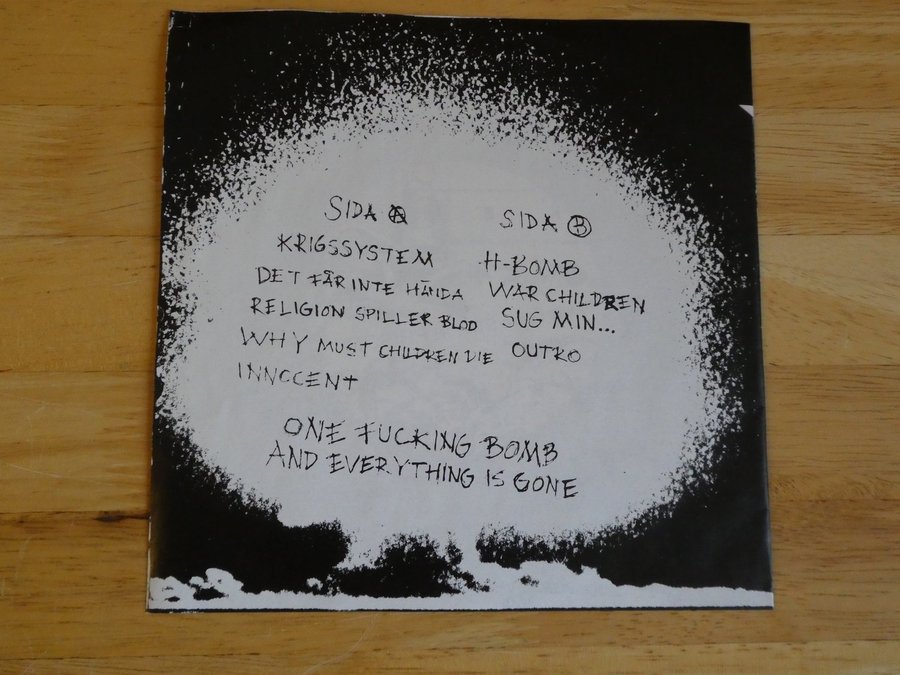 SIDA A
KRIGSSYSTEM
DET FÅR INTE HÄNDA
RELIGION SPILLER BLOD
WHY MUST CHILDREN DIE
INNOCENT
SIDA B
H-BOMB
WAR CHILDREN
SUG MIN...
OUTRO
ONE FUCKING BOMB
AND EVERYTHING IS GONE